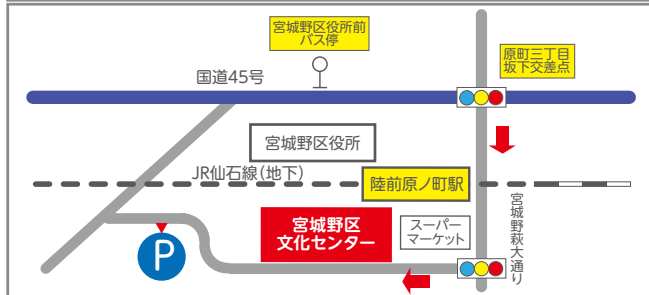 宮城野区役所前
バス停
原町三丁目
坂下交差点
国道45号
宮城野区役所
JR仙石線(地下)
陸前原ノ町駅
宮城野萩大通り
宮城野区
文化センター
スーパー
マーケット
P